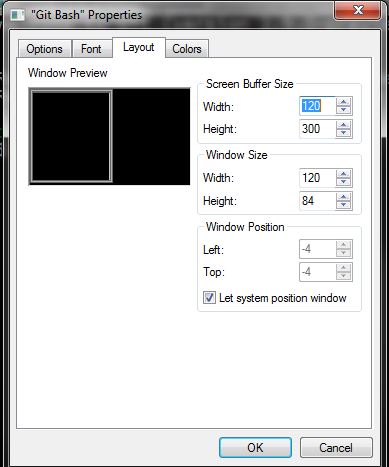 "Git Bash" Properties
Options
Font
Layout
Colors
Window Preview
Screen Buffer Size
Width: 120
Height: 300
Window Size
Width: 120
Height: 84
Window Position
Left: -4
Top: -4
Let system position window
OK
Cancel